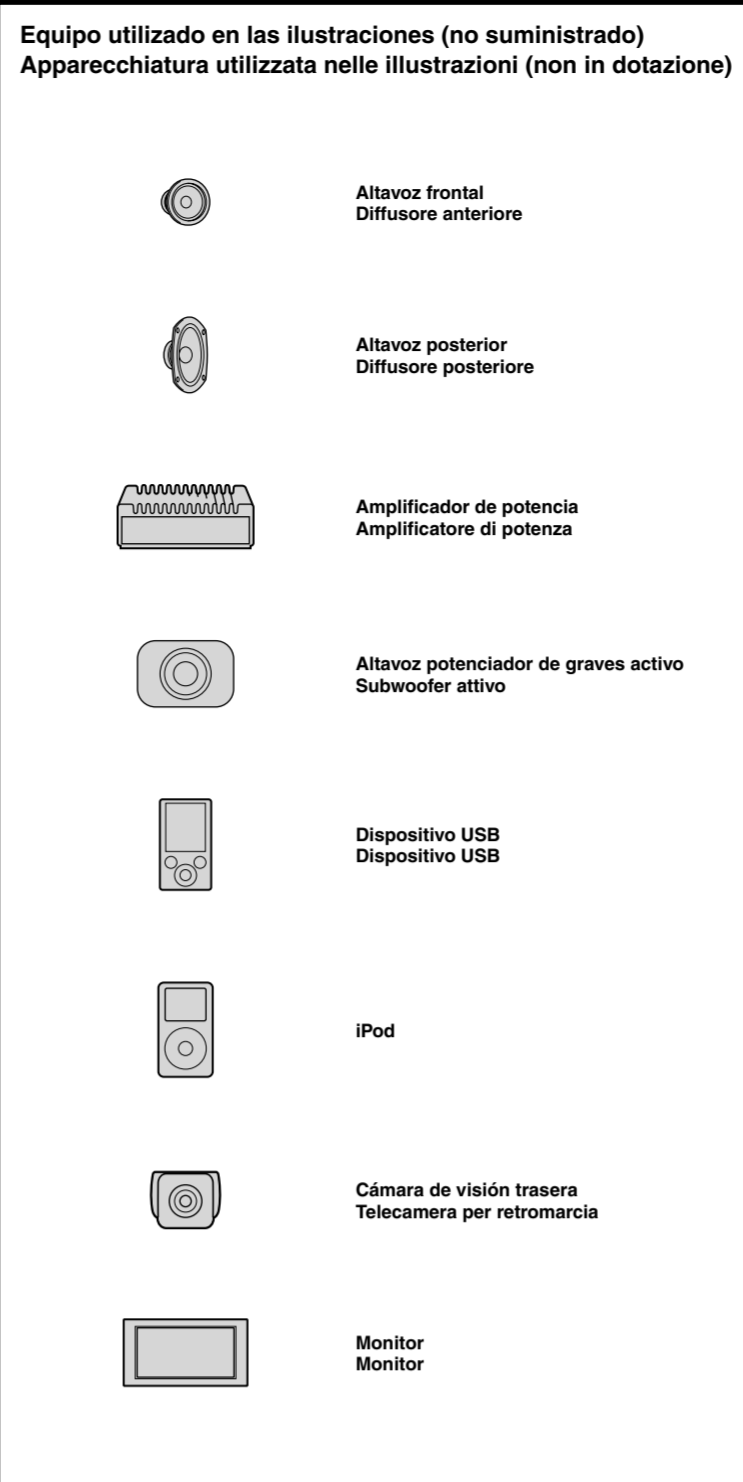 Equipo utilizado en las ilustraciones (no suministrado)
Apparecchiatura utilizzata nelle illustrazioni (non in dotazione)
Altavoz frontal
Diffusore anteriore
Altavoz posterior
Diffusore posteriore
Amplificador de potencia
Amplificatore di potenza
Altavoz potenciador de graves activo
Subwoofer attivo
Dispositivo USB
Dispositivo USB
iPod
Cámara de visión trasera
Telecamera per retromarcia
Monitor
Monitor